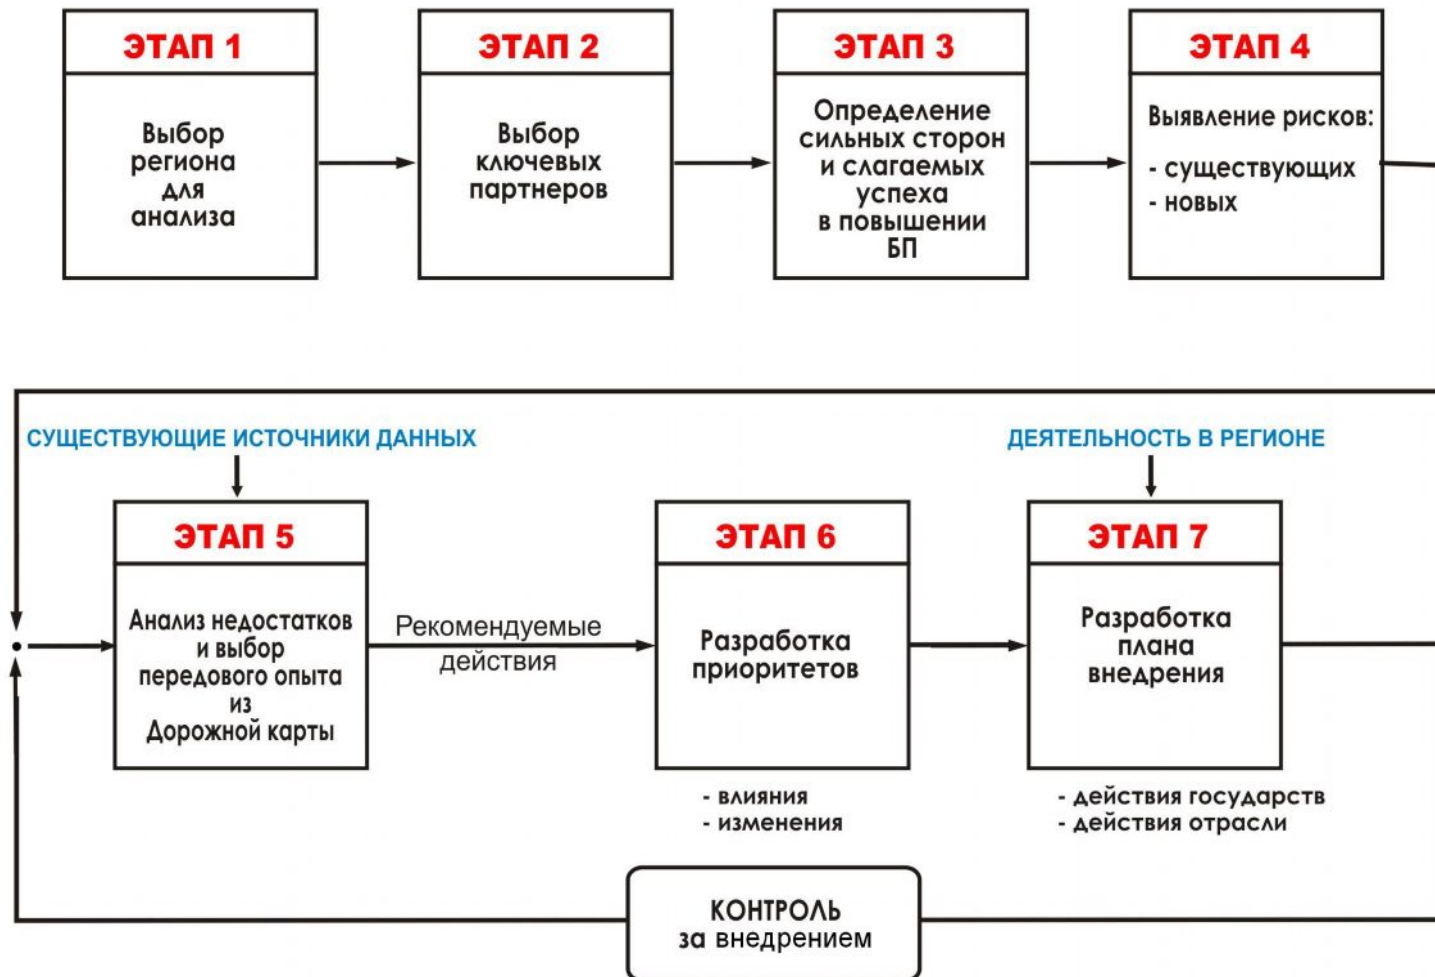 ЭТАП 1
Выбор
региона
для
анализа
ЭТАП 2
Выбор
ключевых
партнеров
ЭТАП 3
Определение
сильных сторон
и слагаемых
успеха
в повышении
БП
ЭТАП 4
Выявление рисков:
- существующих
- новых
СУЩЕСТВУЮЩИЕ ИСТОЧНИКИ ДАННЫХ
ЭТАП 5
Анализ недостатков
и выбор
передового опыта
из
Дорожной карты
Рекомендуемые
действия
ЭТАП 6
Разработка
приоритетов
- влияния
- изменения
ДЕЯТЕЛЬНОСТЬ В РЕГИОНЕ
ЭТАП 7
Разработка
плана
внедрения
- действия государств
- действия отрасли
КОНТРОЛЬ
за внедрением